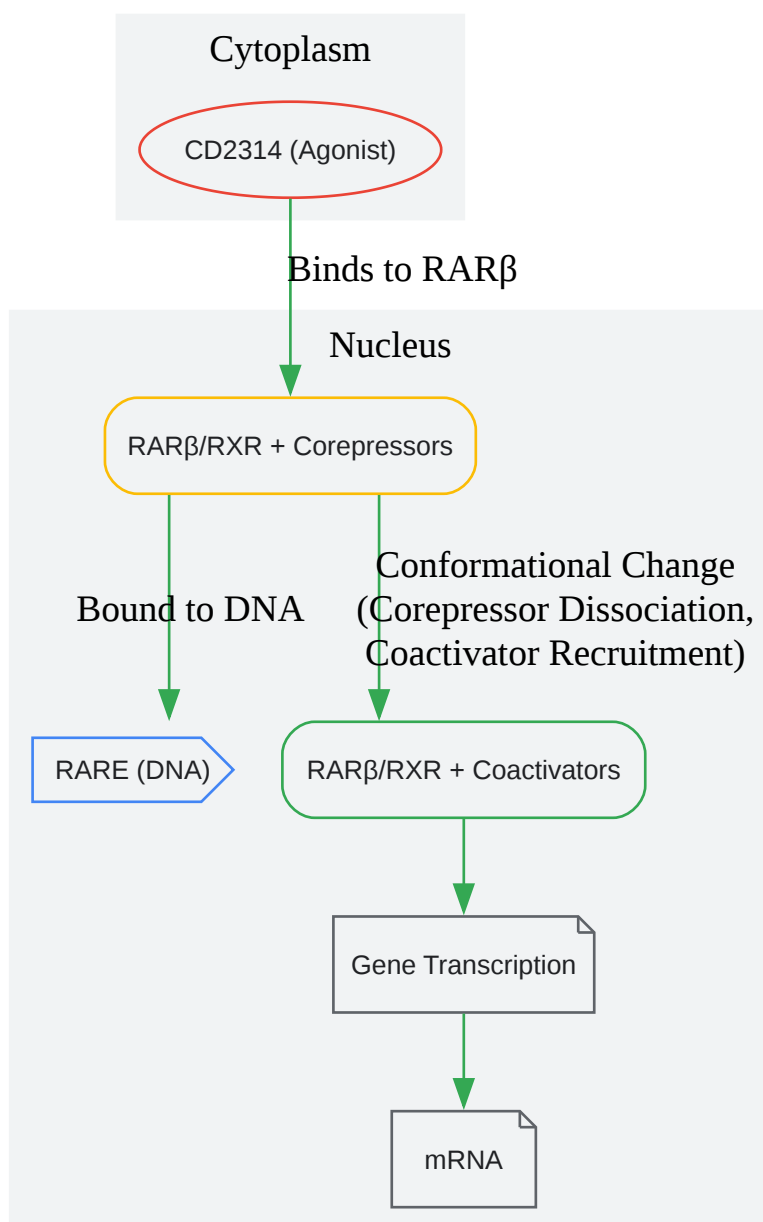 Cytoplasm
CD2314 (Agonist)
Binds to RARβ
Nucleus
RARβ/RXR + Corepressors
Bound to DNA
Conformational Change
(Corepressor Dissociation,
Coactivator Recruitment)
RARE (DNA)
RARβ/RXR + Coactivators
Gene Transcription
mRNA